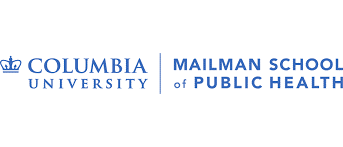 COLUMBIA
UNIVERSITY
MAILMAN SCHOOL
of PUBLIC HEALTH